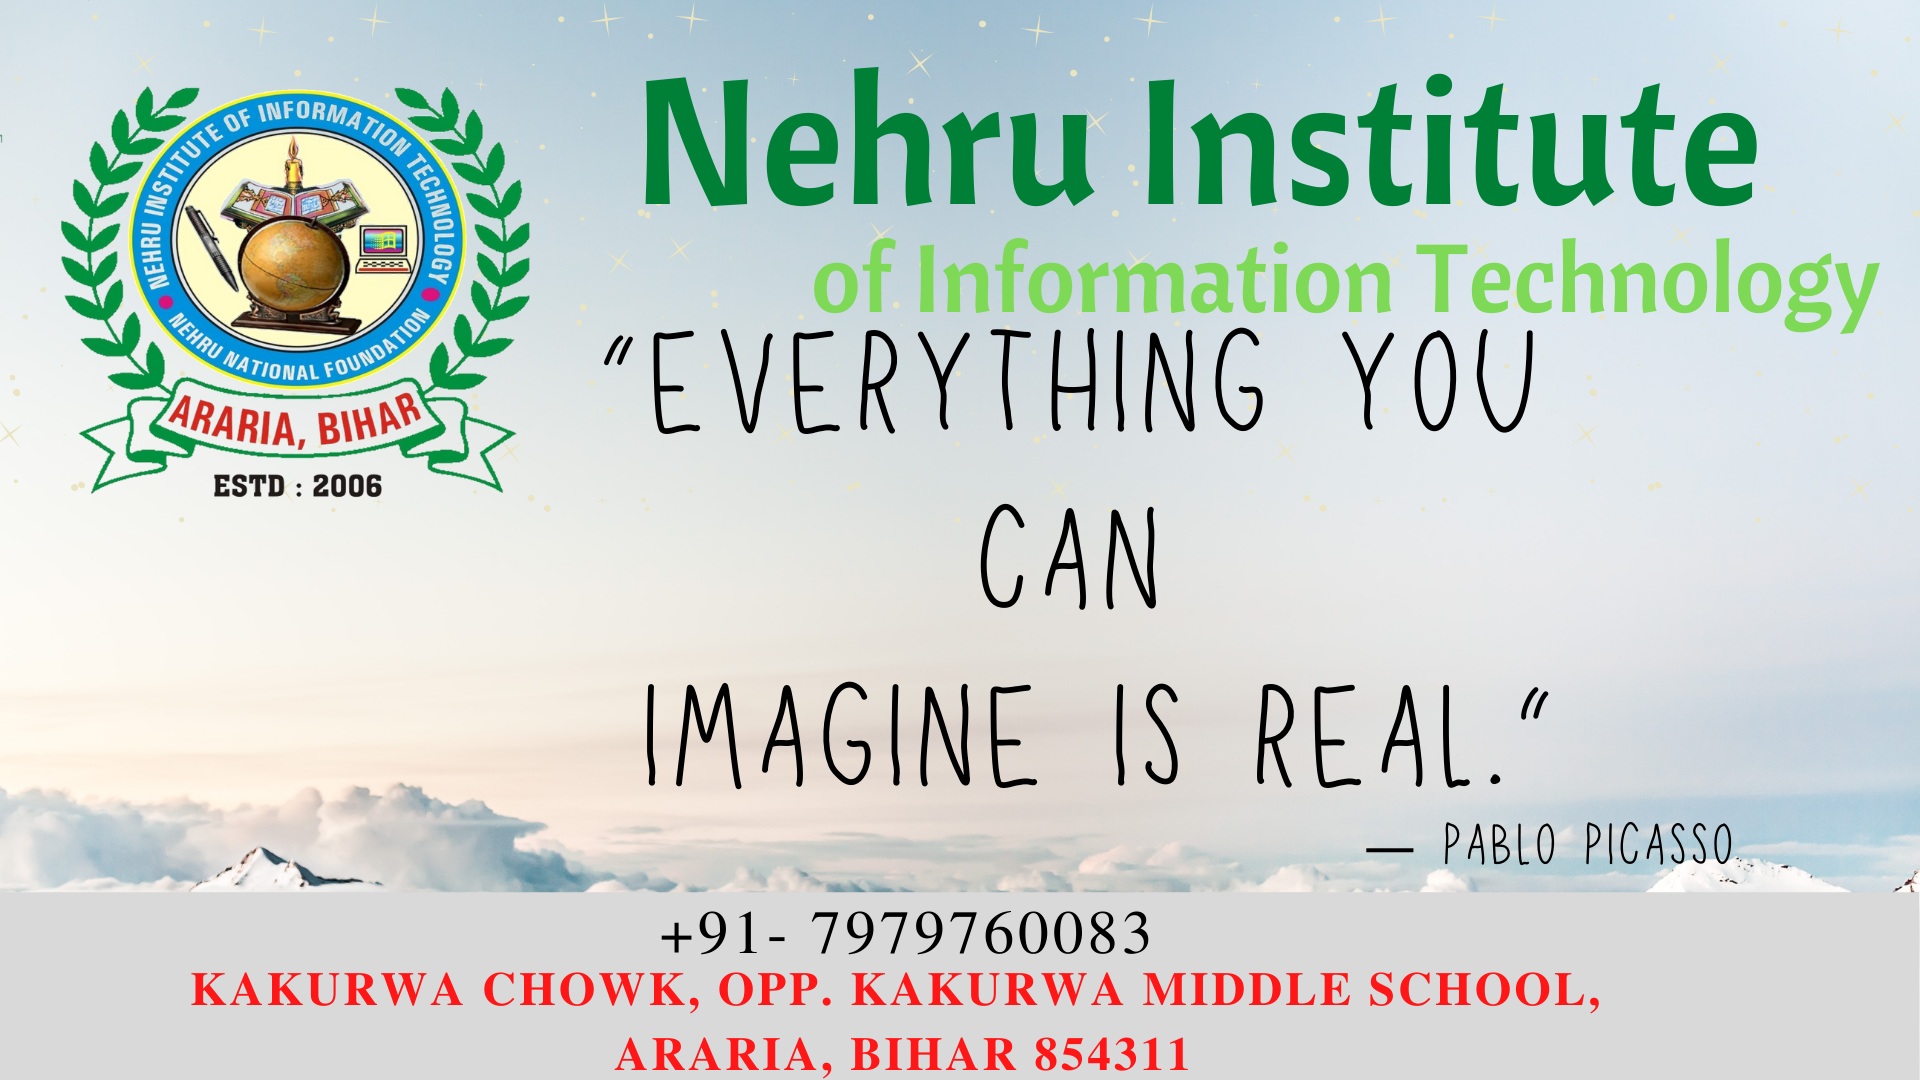 NEHRU INSTITUTE OF INFORMATION TECHNOLOGY
NEHRU NATIONAL FOUNDATION
ARARIA, BIHAR
ESTD : 2006
Nehru Institute
of Information Technology
“EVERYTHING YOU
CAN
IMAGINE IS REAL.“
— PABLO PICASSO
+91- 7979760083
KAKURWA CHOWK, OPP. KAKURWA MIDDLE SCHOOL,
ARARIA, BIHAR 854311